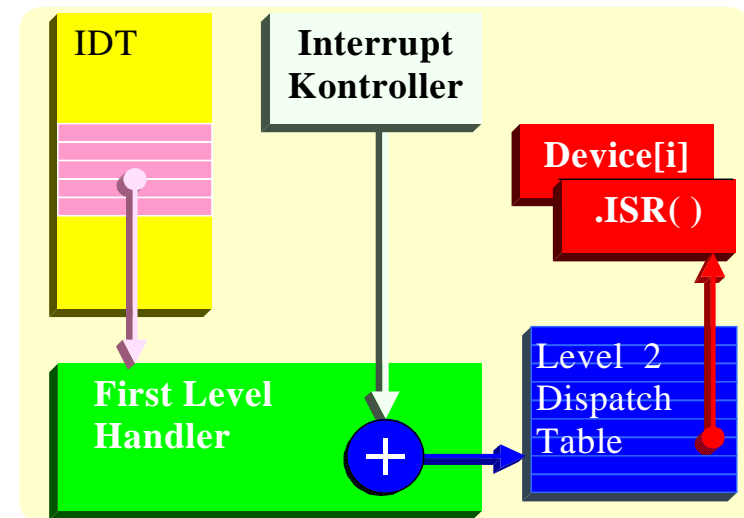 IDT
Interrupt
Kontroller
Device[i]
.ISR( )
First Level
Handler
+
Level 2
Dispatch
Table